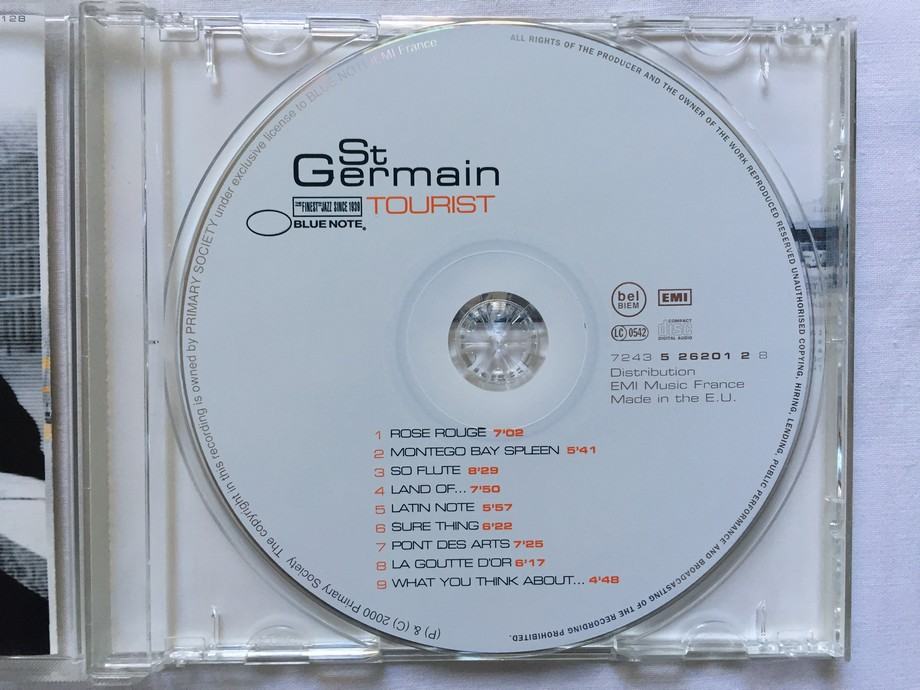 128
St
Germain
TOURIST
THE FINEST IN JAZZ SINCE 1939
BLUE NOTE®
bel
BIEM
EMI
LC 0542
COMPACT
disc
DIGITAL AUDIO
7243 5 26201 2 8
Distribution
EMI Music France
Made in the E.U.
1 ROSE ROUGE 7'02
2 MONTEGO BAY SPLEEN 5'41
3 SO FLUTE 8'29
4 LAND OF... 7'50
5 LATIN NOTE 5'57
6 SURE THING 6'22
7 PONT DES ARTS 7'25
8 LA GOUTTE D'OR 6'17
9 WHAT YOU THINK ABOUT... 4'48
(P) & (C) 2000 Primary Society The copyright in this recording is owned by PRIMARY SOCIETY under exclusive license to BLUE NOTE/EMI France
ALL RIGHTS OF THE PRODUCER AND THE OWNER OF THE WORK REPRODUCED RESERVED UNAUTHORISED COPYING, HIRING, LENDING, PUBLIC PERFORMANCE AND BROADCASTING OF THE RECORDING PROHIBITED.